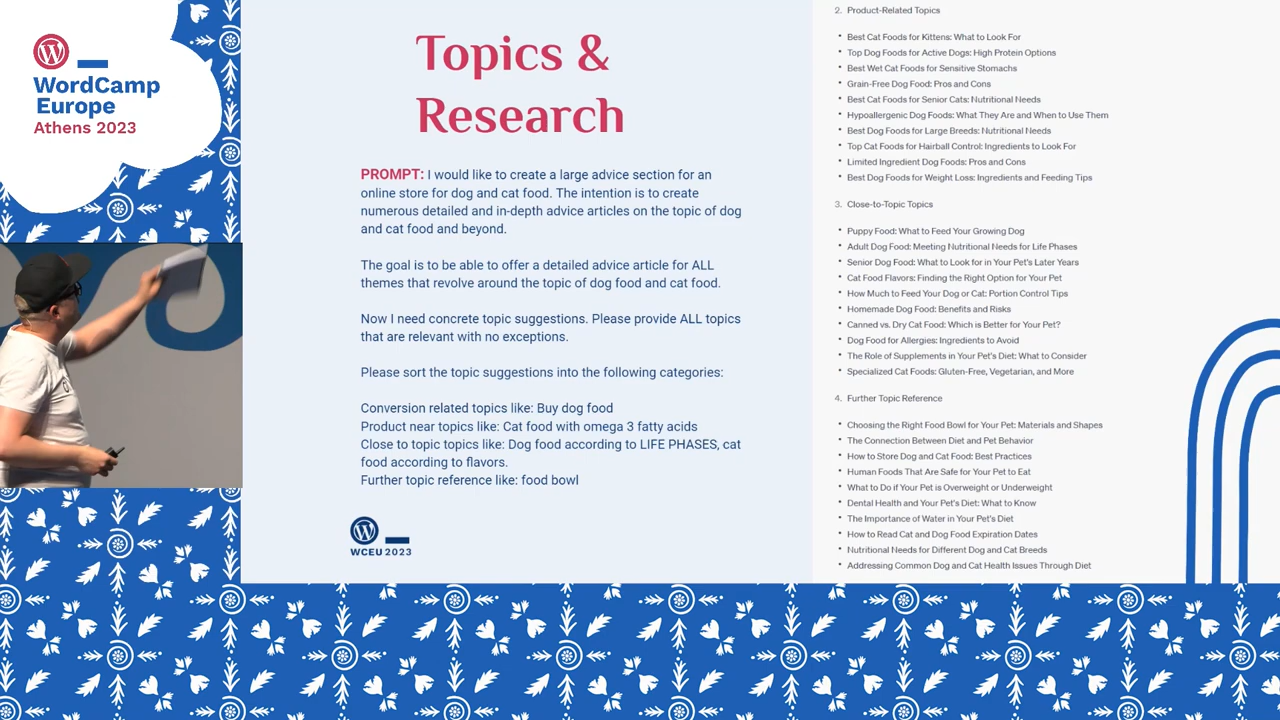 WordCamp
Europe
Athens 2023
Topics &
Research
PROMPT: I would like to create a large advice section for an
online store for dog and cat food. The intention is to create
numerous detailed and in-depth advice articles on the topic of dog
and cat food and beyond.
The goal is to be able to offer a detailed advice article for ALL
themes that revolve around the topic of dog food and cat food.
Now I need concrete topic suggestions. Please provide ALL topics
that are relevant with no exceptions.
Please sort the topic suggestions into the following categories:
Conversion related topics like: Buy dog food
Product near topics like: Cat food with omega 3 fatty acids
Close to topic topics like: Dog food according to LIFE PHASES, cat
food according to flavors.
Further topic reference like: food bowl
WCEU 2023
2. Product-Related Topics
• Best Cat Foods for Kittens: What to Look For
• Top Dog Foods for Active Dogs: High Protein Options
• Best Wet Cat Foods for Sensitive Stomachs
• Grain-Free Dog Food: Pros and Cons
• Best Cat Foods for Senior Cats: Nutritional Needs
• Hypoallergenic Dog Foods: What They Are and When to Use Them
• Best Dog Foods for Large Breeds: Nutritional Needs
• Top Cat Foods for Hairball Control: Ingredients to Look For
• Limited Ingredient Dog Foods: Pros and Cons
• Best Dog Foods for Weight Loss: Ingredients and Feeding Tips
3. Close-to-Topic Topics
• Puppy Food: What to Feed Your Growing Dog
• Adult Dog Food: Meeting Nutritional Needs for Life Phases
• Senior Dog Food: What to Look for in Your Pet's Later Years
• Cat Food Flavors: Finding the Right Option for Your Pet
• How Much to Feed Your Dog or Cat: Portion Control Tips
• Homemade Dog Food: Benefits and Risks
• Canned vs. Dry Cat Food: Which is Better for Your Pet?
• Dog Food for Allergies: Ingredients to Avoid
• The Role of Supplements in Your Pet's Diet: What to Consider
• Specialized Cat Foods: Gluten-Free, Vegetarian, and More
4. Further Topic Reference
• Choosing the Right Food Bowl for Your Pet: Materials and Shapes
• The Connection Between Diet and Pet Behavior
• How to Store Dog and Cat Food: Best Practices
• Human Foods That Are Safe for Your Pet to Eat
• What to Do if Your Pet is Overweight or Underweight
• Dental Health and Your Pet's Diet: What to Know
• The Importance of Water in Your Pet's Diet
• How to Read Cat and Dog Food Expiration Dates
• Nutritional Needs for Different Dog and Cat Breeds
• Addressing Common Dog and Cat Health Issues Through Diet